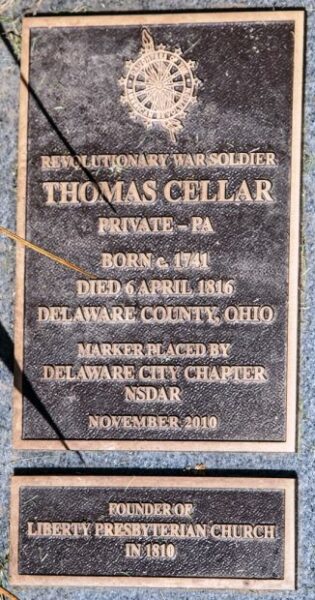 REVOLUTIONARY WAR SOLDIER
THOMAS CELLAR
PRIVATE – PA
BORN c. 1741
DIED 6 APRIL 1816
DELAWARE COUNTY, OHIO
MARKER PLACED BY
DELAWARE CITY CHAPTER
NSDAR
NOVEMBER 2010
FOUNDER OF
LIBERTY PRESBYTERIAN CHURCH
IN 1810